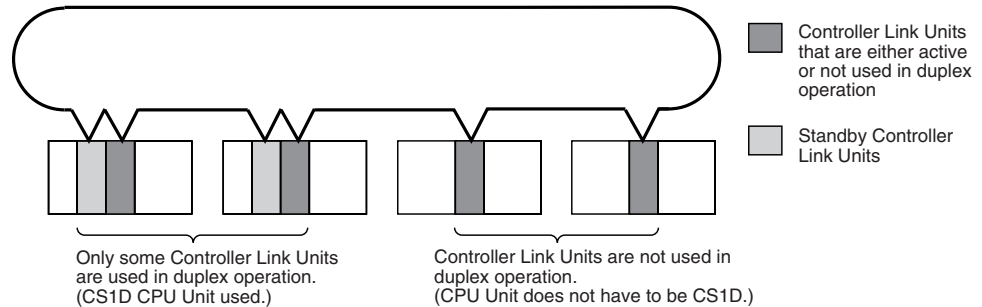 Controller Link Units
that are either active
or not used in duplex
operation
Standby Controller
Link Units
Only some Controller Link Units
are used in duplex operation.
(CS1D CPU Unit used.)
Controller Link Units are not used in
duplex operation.
(CPU Unit does not have to be CS1D.)